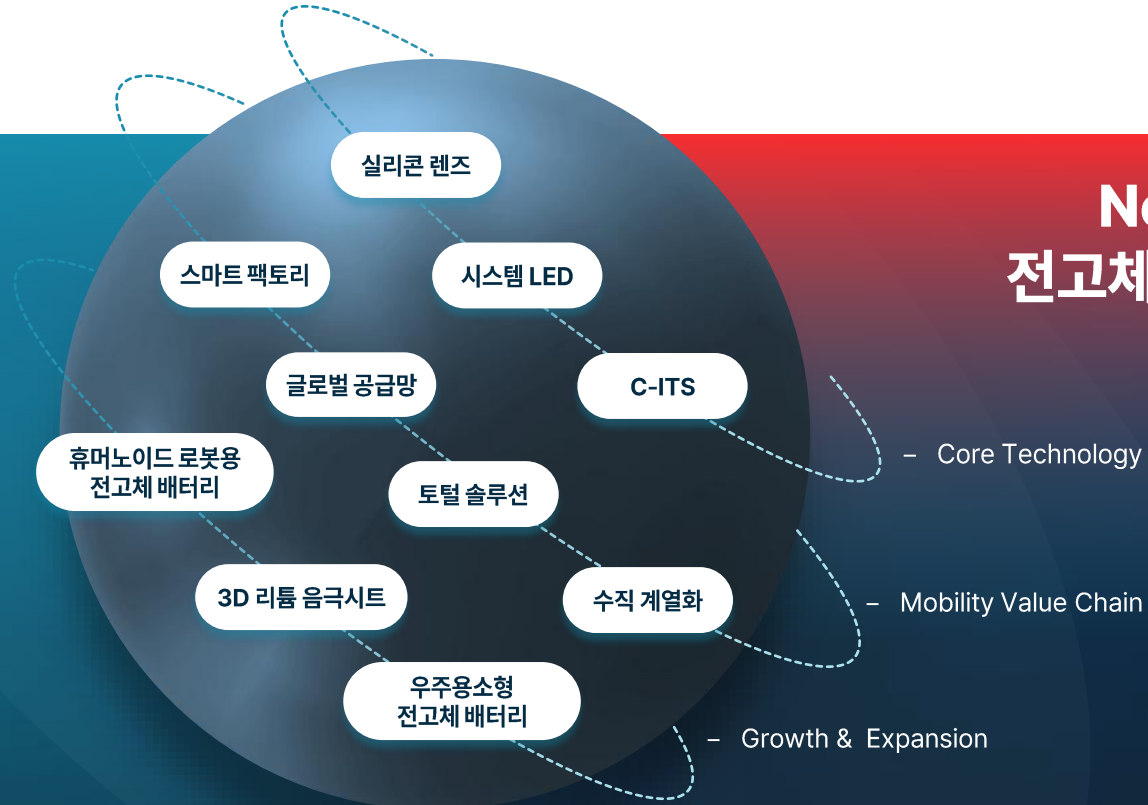 실리콘 렌즈
스마트 팩토리
시스템 LED
글로벌 공급망
C-ITS
휴머노이드 로봇용
전고체 배터리
토털 솔루션
3D 리튬 음극시트
수직 계열화
우주용소형
전고체 배터리
전고체
– Core Technology
– Mobility Value Chain
– Growth & Expansion